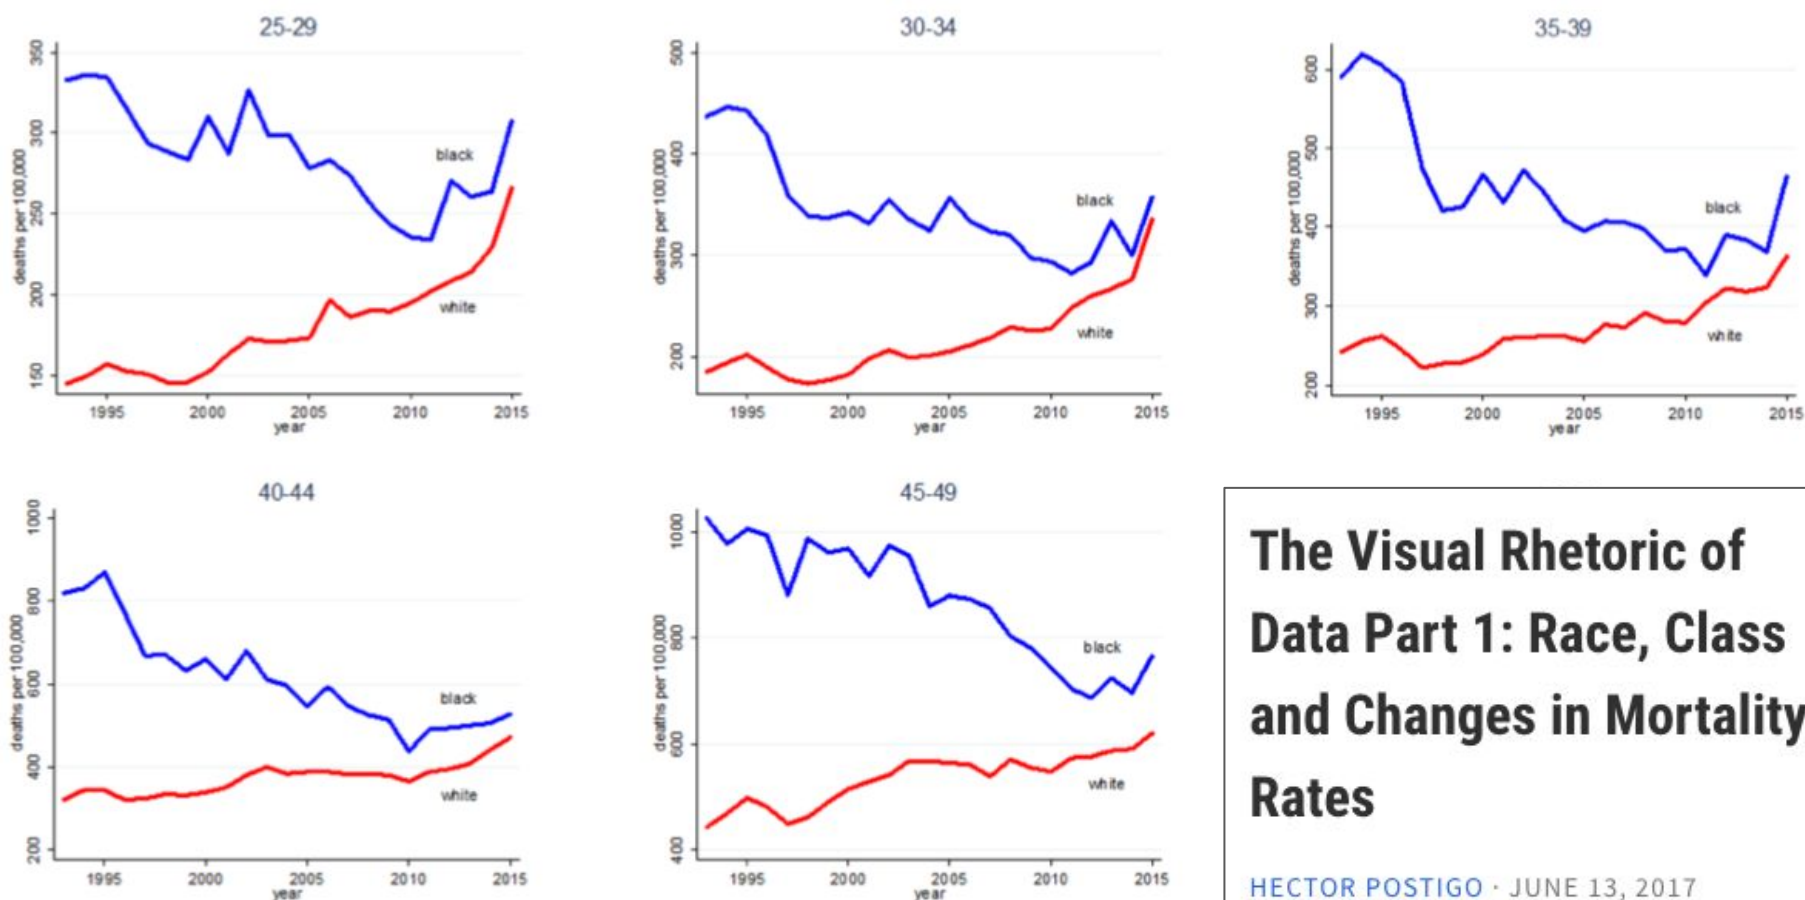 25-29
350
300
250
200
150
deaths per 100,000
black
white
1995 2000 2005 2010 2015
year
30-34
500
400
300
200
deaths per 100,000
black
white
1995 2000 2005 2010 2015
year
35-39
600
500
400
300
200
deaths per 100,000
black
white
1995 2000 2005 2010 2015
year
40-44
1000
800
600
400
200
deaths per 100,000
black
white
1995 2000 2005 2010 2015
year
45-49
1000
800
600
400
deaths per 100,000
black
white
1995 2000 2005 2010 2015
year
The Visual Rhetoric of
Data Part 1: Race, Class
and Changes in Mortality
Rates
HECTOR POSTIGO · JUNE 13, 2017